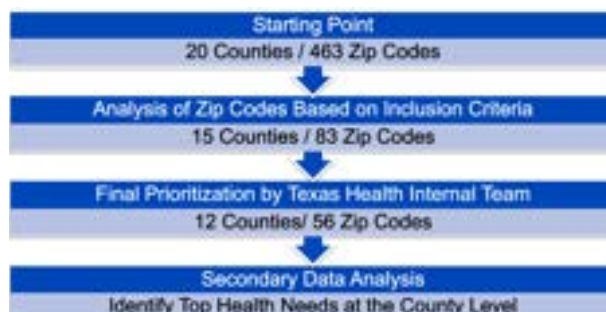 Starting Point
20 Counties / 463 Zip Codes
Analysis of Zip Codes Based on Inclusion Criteria
15 Counties / 83 Zip Codes
Final Prioritization by Texas Health Internal Team
12 Counties/ 56 Zip Codes
Secondary Data Analysis
Identify Top Health Needs at the County Level